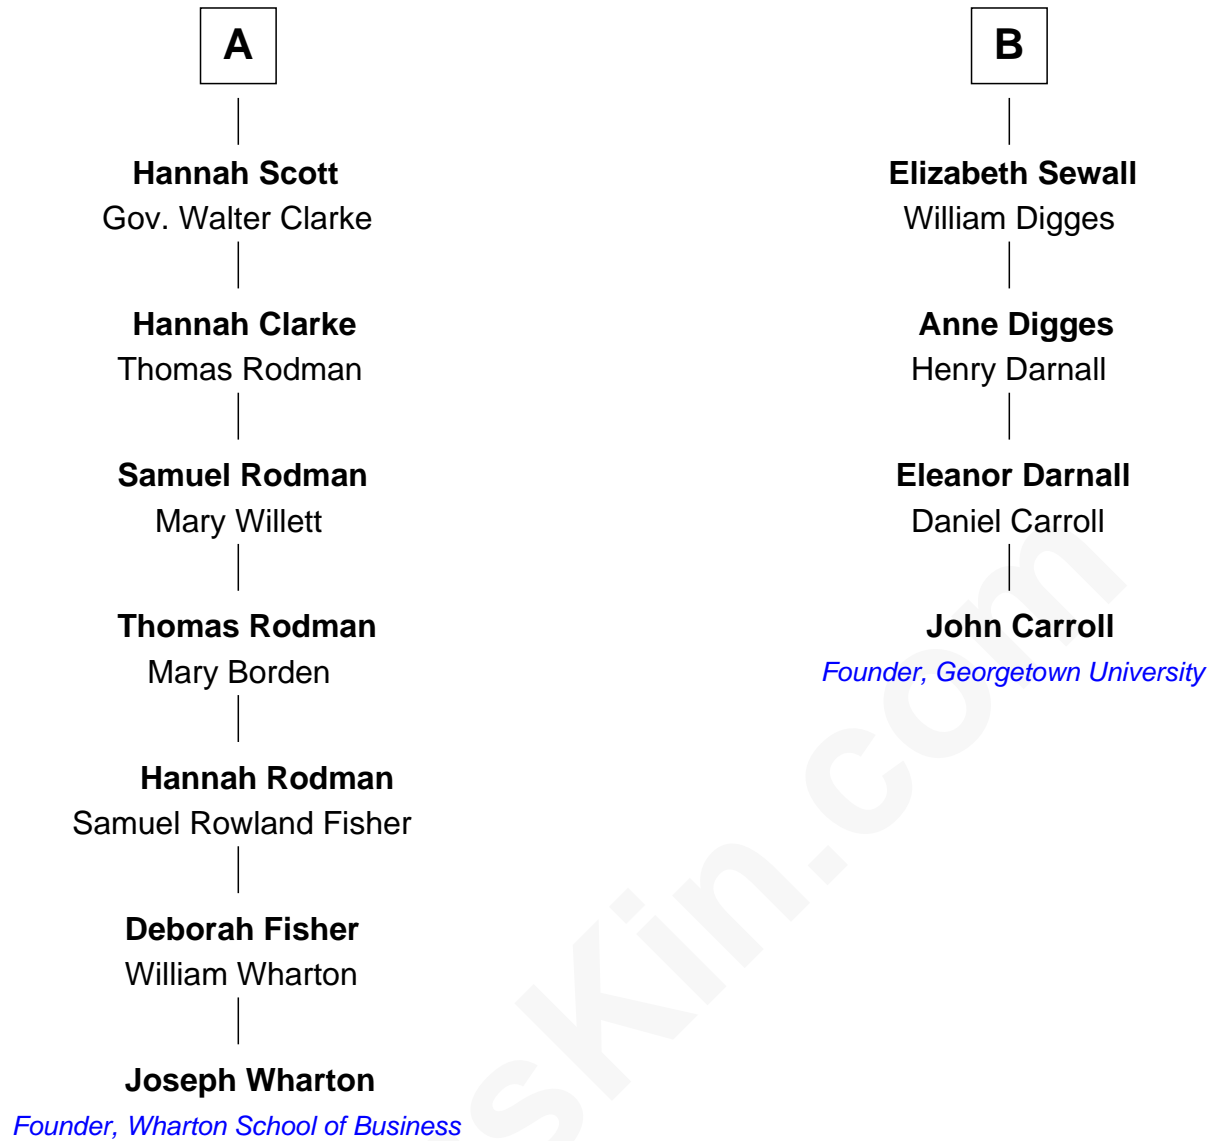 A
Hannah Scott
Gov. Walter Clarke
Hannah Clarke
Thomas Rodman
Samuel Rodman
Mary Willett
Thomas Rodman
Mary Borden
Hannah Rodman
Samuel Rowland Fisher
Deborah Fisher
William Wharton
Joseph Wharton
Founder, Wharton School of Business
B
Elizabeth Sewall
William Digges
Anne Digges
Henry Darnall
Eleanor Darnall
Daniel Carroll
John Carroll
Founder, Georgetown University
sKin.com